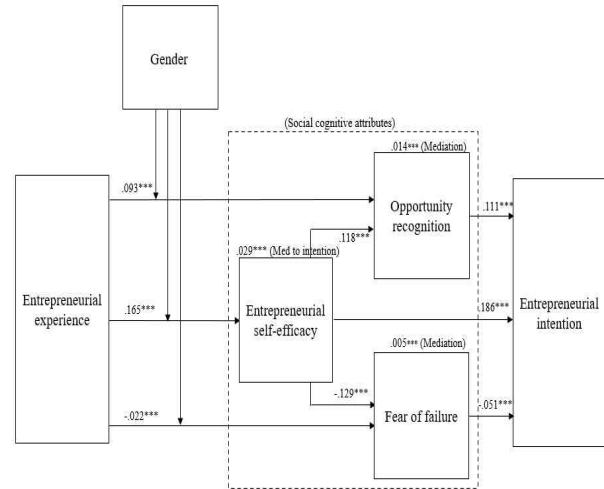 Gender
(Social cognitive attributes)
.014*** (Mediation)
.093***
Opportunity
recognition
.111***
.118***
.029*** (Med to intention)
Entrepreneurial
experience
.165***
Entrepreneurial
self-efficacy
.186***
Entrepreneurial
intention
.005*** (Mediation)
-.129***
-.022***
Fear of failure
-.051***